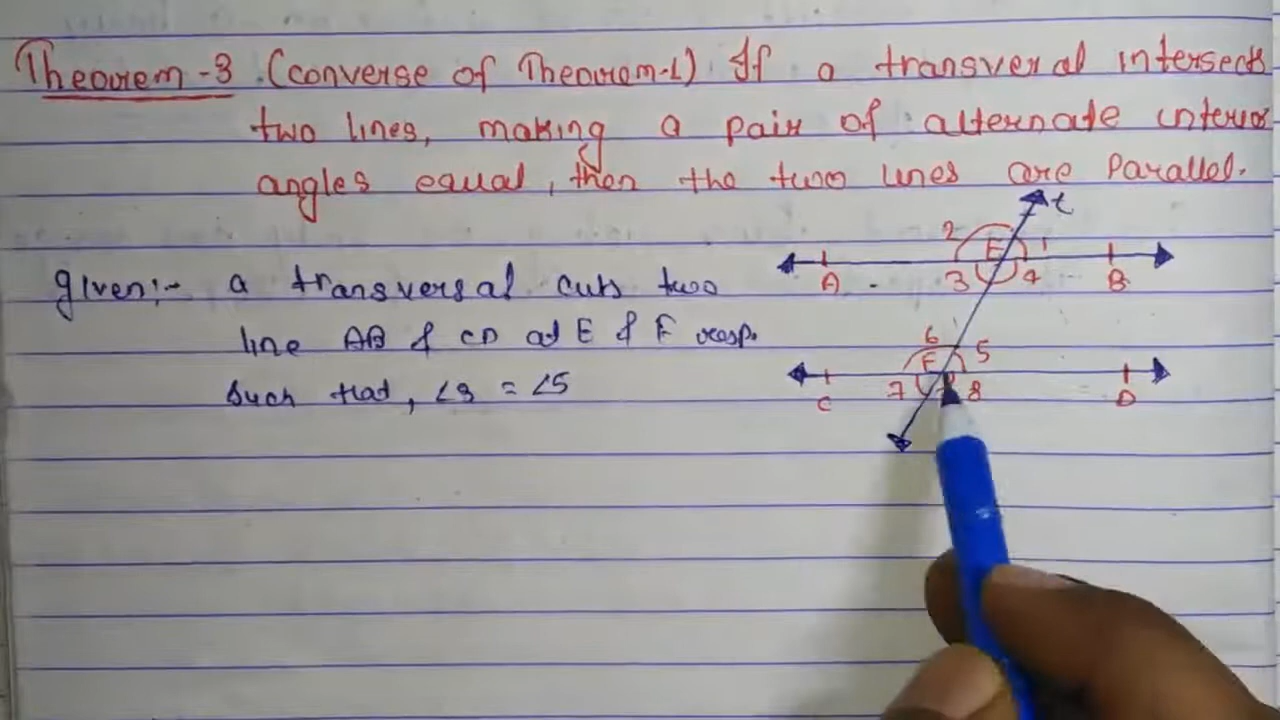 Theorem-3 (converse of Theorem-1) If a transveral intersects
two lines, making a pair of alternate interior
angles equal, then the two lines are Parallel.
t
2 E 1
A 3 4 B
given:- a transversal cuts two
line AB & CD at E & F resp.
such that, ∠3 = ∠5
6 5
F
C 7 8 D